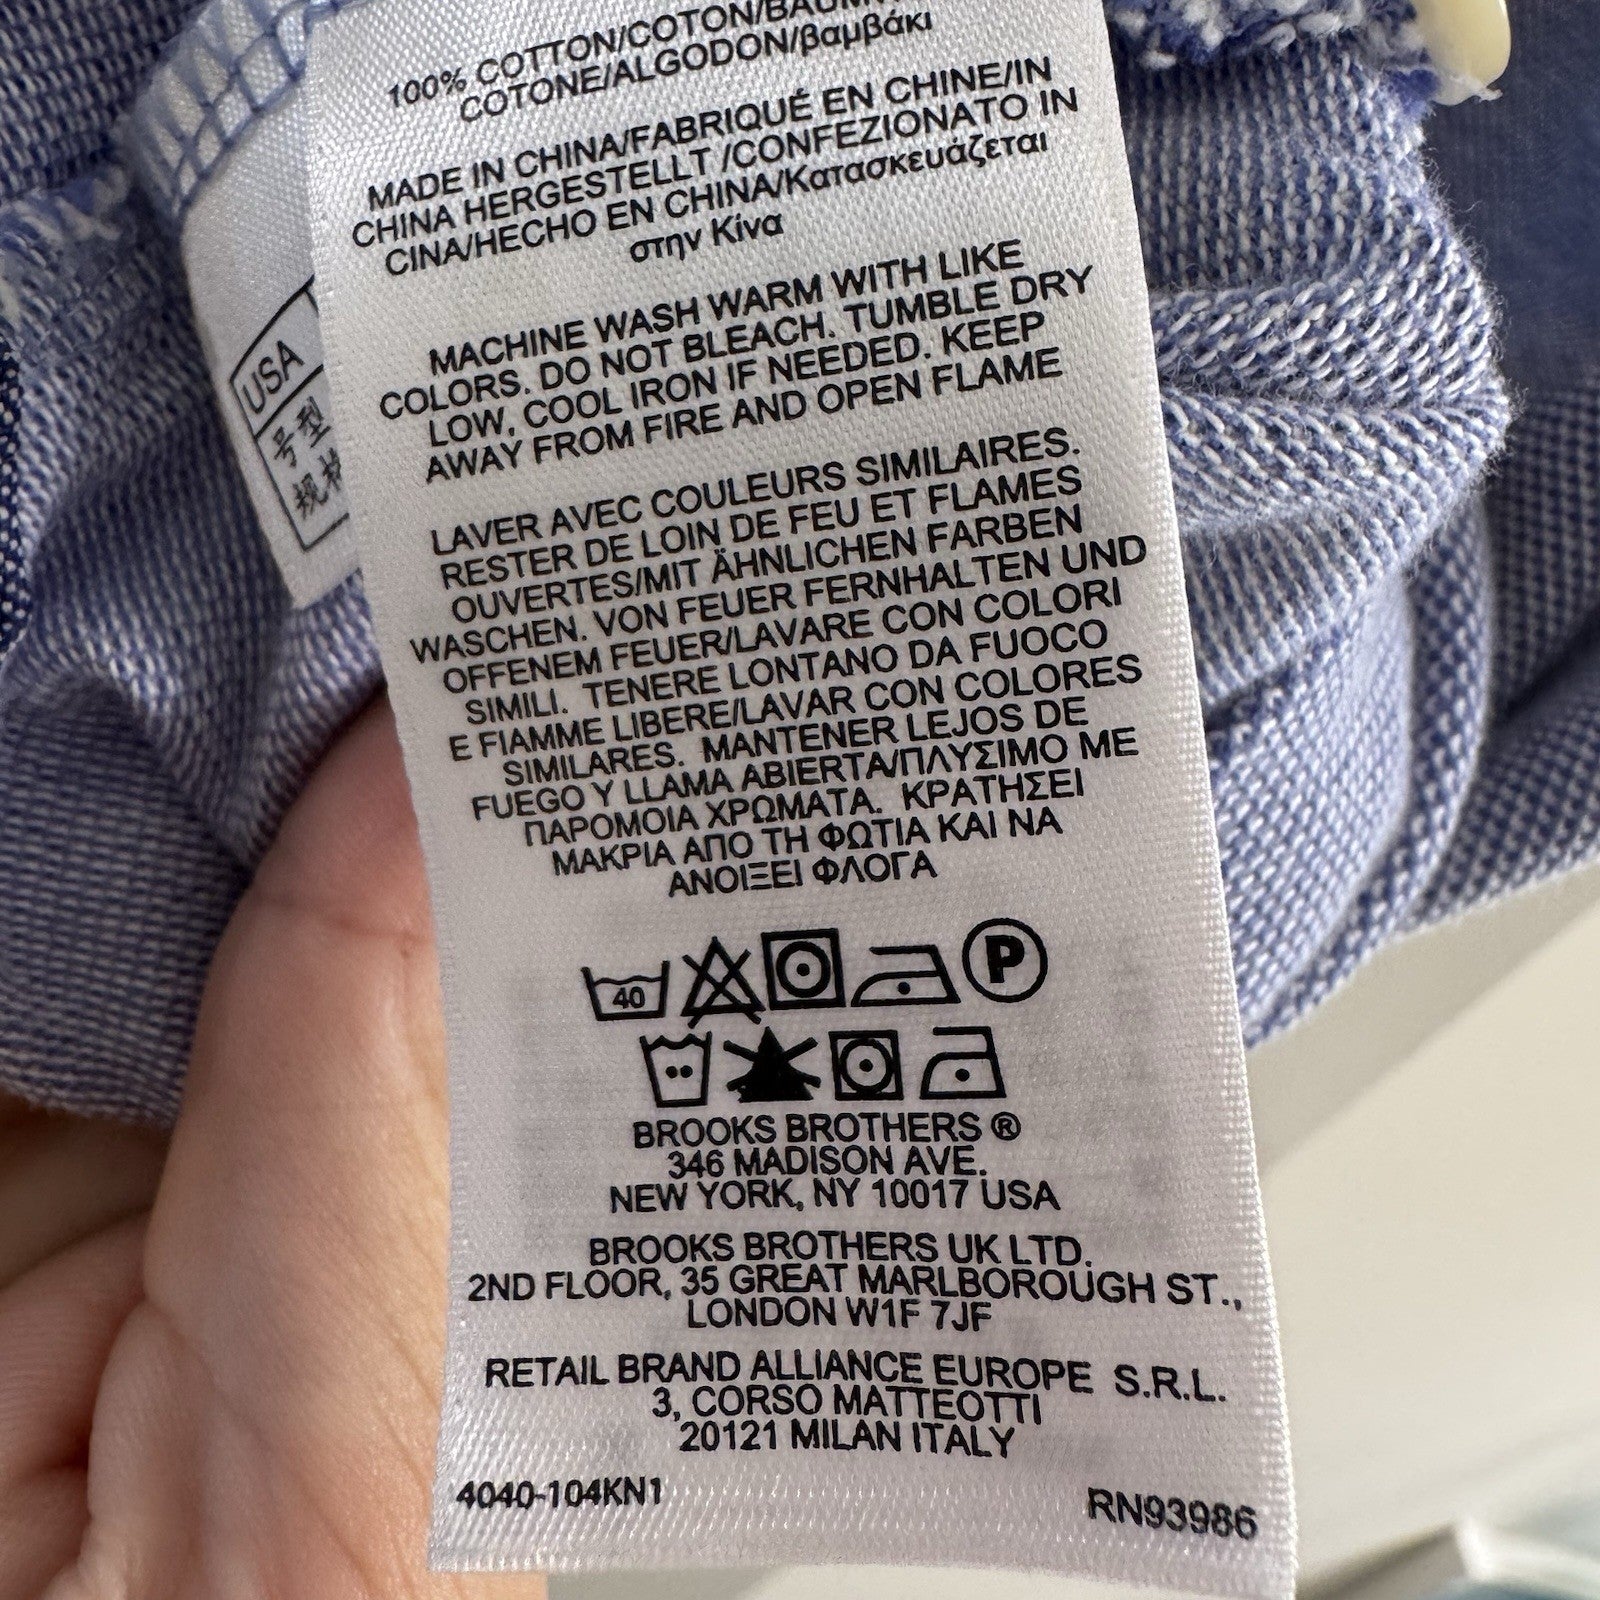 100% COTTON/COTON/
COTONE/ALGODON/βαμβάκι
MADE IN CHINA/FABRIQUÉ EN CHINE/IN
CHINA HERGESTELLT /CONFEZIONATO IN
CINA/HECHO EN CHINA/Κατασκευάζεται
στην Κίνα
MACHINE WASH WARM WITH LIKE
COLORS. DO NOT BLEACH. TUMBLE DRY
LOW, COOL IRON IF NEEDED. KEEP
AWAY FROM FIRE AND OPEN FLAME
LAVER AVEC COULEURS SIMILAIRES.
RESTER DE LOIN DE FEU ET FLAMES
OUVERTES/MIT ÄHNLICHEN FARBEN
WASCHEN. VON FEUER FERNHALTEN UND
OFFENEM FEUER/LAVARE CON COLORI
SIMILI. TENERE LONTANO DA FUOCO
E FIAMME LIBERE/LAVAR CON COLORES
SIMILARES. MANTENER LEJOS DE
FUEGO Y LLAMA ABIERTA/ΠΛΥΣΙΜΟ ΜΕ
ΠΑΡΟΜΟΙΑ ΧΡΩΜΑΤΑ. ΚΡΑΤΗΣΕΙ
ΜΑΚΡΙΑ ΑΠΟ ΤΗ ΦΩΤΙΑ ΚΑΙ ΝΑ
ΑΝΟΙΞΕΙ ΦΛΟΓΑ
40 P
BROOKS BROTHERS ®
346 MADISON AVE.
NEW YORK, NY 10017 USA
BROOKS BROTHERS UK LTD.
2ND FLOOR, 35 GREAT MARLBOROUGH ST.,
LONDON W1F 7JF
RETAIL BRAND ALLIANCE EUROPE S.R.L.
3, CORSO MATTEOTTI
20121 MILAN ITALY
4040-104KN1 RN93986
USA
号型